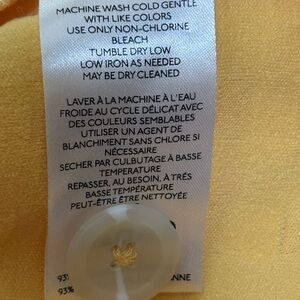 MACHINE WASH COLD GENTLE
WITH LIKE COLORS
USE ONLY NON-CHLORINE
BLEACH
TUMBLE DRY LOW
LOW IRON AS NEEDED
MAY BE DRY CLEANED
LAVER À LA MACHINE À L'EAU
FROIDE AU CYCLE DÉLICAT AVEC
DES COULEURS SEMBLABLES
UTILISER UN AGENT DE
BLANCHIMENT SANS CHLORE SI
NÉCESSAIRE
SECHER PAR CULBUTAGE À BASSE
TEMPERATURE
REPASSER, AU BESOIN, À TRÉS
BASSE TEMPÉRATURE
PEUT-ÊTRE ÊTRE NETTOYÉE
93%